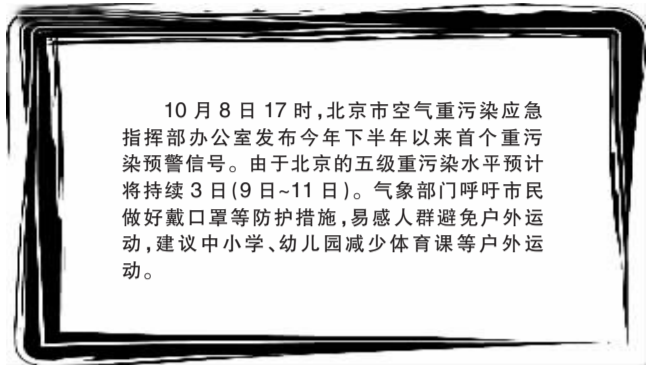 10月8日17时,北京市空气重污染应急
指挥部办公室发布今年下半年以来首个重污
染预警信号。由于北京的五级重污染水平预计
将持续3日(9日~11日)。气象部门呼吁市民
做好戴口罩等防护措施,易感人群避免户外运
动,建议中小学、幼儿园减少体育课等户外运
动。